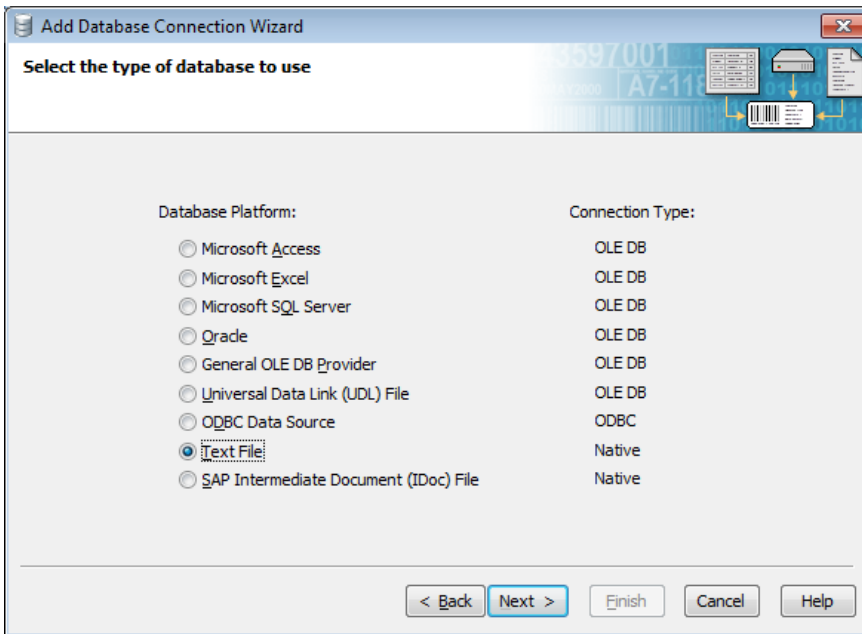 Add Database Connection Wizard
Select the type of database to use
43597001
A7-118
Database Platform: Connection Type:
Microsoft Access OLE DB
Microsoft Excel OLE DB
Microsoft SQL Server OLE DB
Oracle OLE DB
General OLE DB Provider OLE DB
Universal Data Link (UDL) File OLE DB
ODBC Data Source ODBC
Text File Native
SAP Intermediate Document (IDoc) File Native
< Back Next > Finish Cancel Help